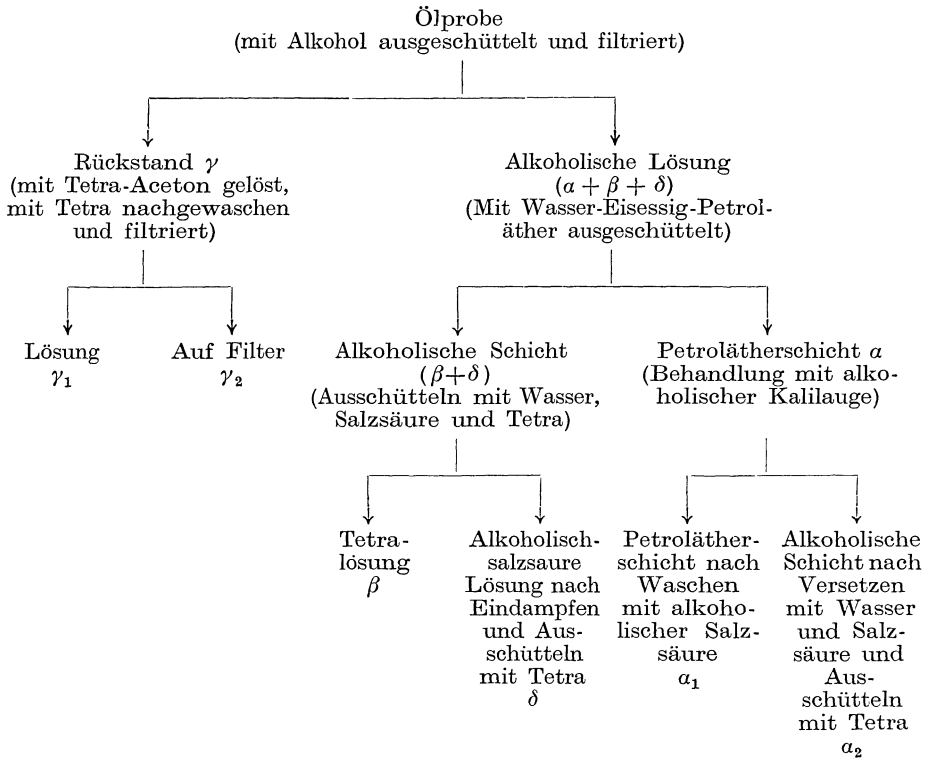 Ölprobe
(mit Alkohol ausgeschüttelt und filtriert)
Rückstand γ
(mit Tetra-Aceton gelöst,
mit Tetra nachgewaschen
und filtriert)
Alkoholische Lösung
(α + β + δ)
(Mit Wasser-Eisessig-Petrol-
äther ausgeschüttelt)
Lösung
γ₁
Auf Filter
γ₂
Alkoholische Schicht
(β+δ)
(Ausschütteln mit Wasser,
Salzsäure und Tetra)
Petrolätherschicht α
(Behandlung mit alko-
holischer Kalilauge)
Tetra-
lösung
β
Alkoholisch-
salzsaure
Lösung nach
Eindampfen
und Aus-
schütteln
mit Tetra
δ
Petroläther-
schicht nach
Waschen
mit alkoho-
lischer Salz-
säure
α₁
Alkoholische
Schicht nach
Versetzen
mit Wasser
und Salz-
säure und
Aus-
schütteln
mit Tetra
α₂